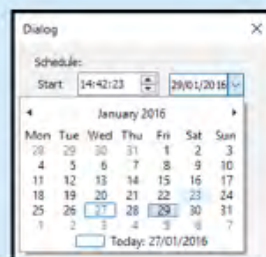 Dialog
Schedule:
Start 14:42:23 29/01/2016
January 2016
Mon Tue Wed Thu Fri Sat Sun
28 29 30 31 1 2 3
4 5 6 7 8 9 10
11 12 13 14 15 16 17
18 19 20 21 22 23 24
25 26 27 28 29 30 31
1 2 3 4 5 6 7
Today: 27/01/2016